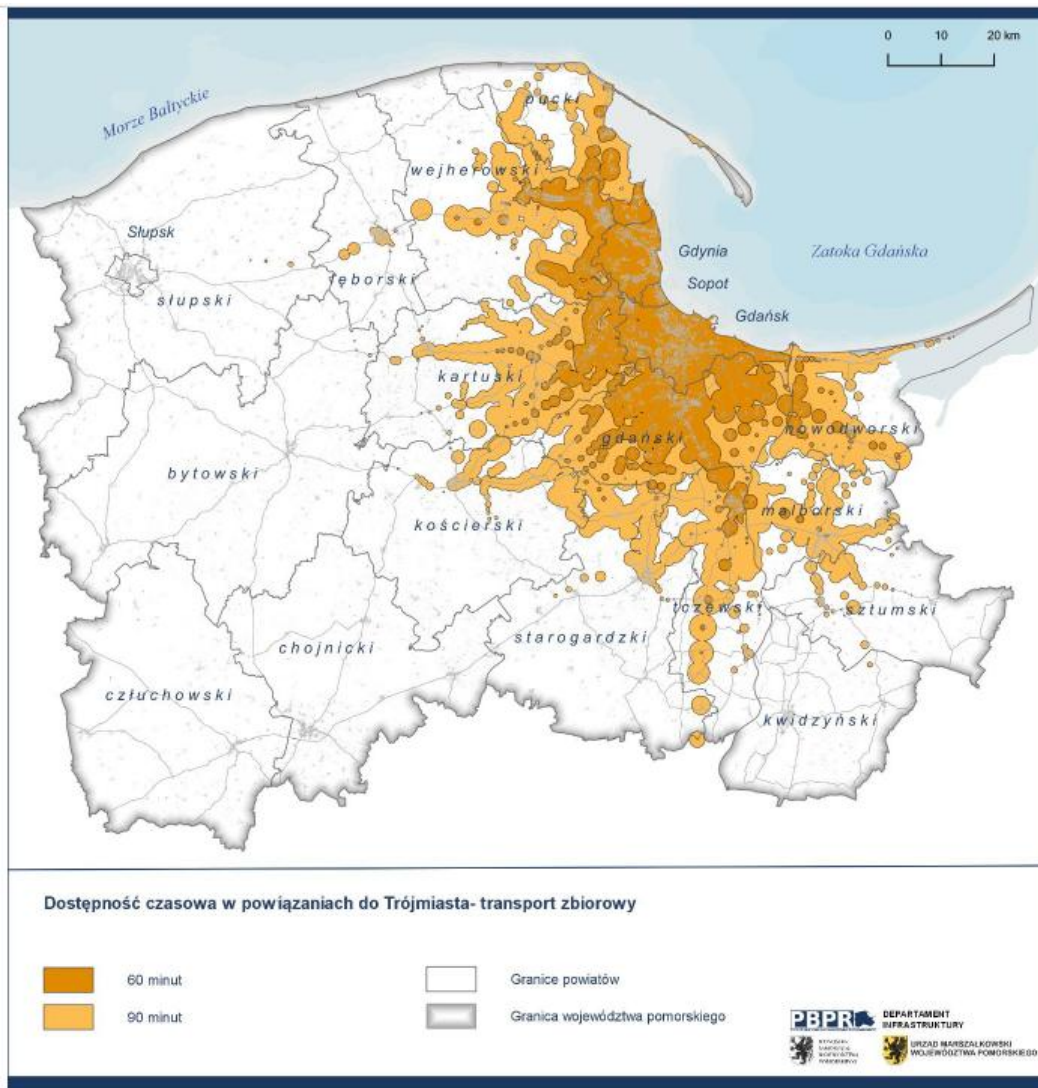 0 10 20 km
Morze Bałtyckie
pucki
wejherowski
Słupsk
Gdynia
Zatoka Gdańska
Sopot
słupski
lęborski
Gdańsk
kartuski
gdański
nowodworski
bytowski
malborski
kościerski
tczewski
sztumski
starogardzki
chojnicki
człuchowski
kwidzyński
Dostępność czasowa w powiązaniach do Trójmiasta- transport zbiorowy
60 minut
Granice powiatów
90 minut
Granica województwa pomorskiego
PBPR
DEPARTAMENT
INFRASTRUKTURY
URZĄD MARSZAŁKOWSKI
WOJEWÓDZTWA POMORSKIEGO